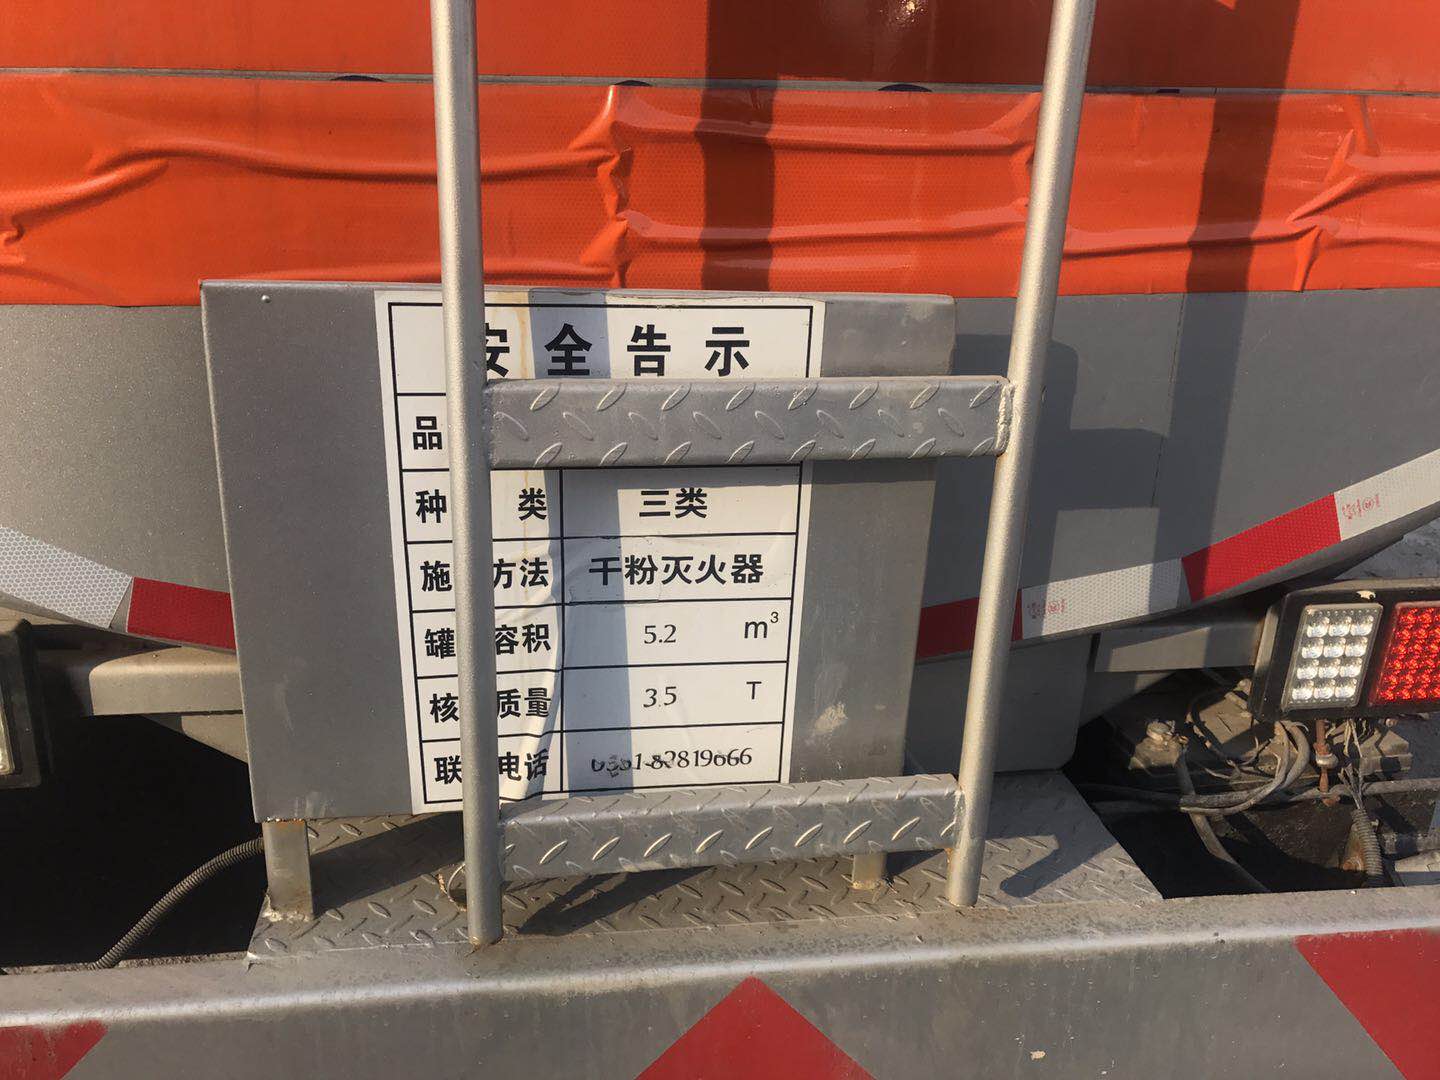 安全告示
品
种 类 三类
施 方法 干粉灭火器
罐 容积 5.2 m³
核 质量 3.5 T
联 电话